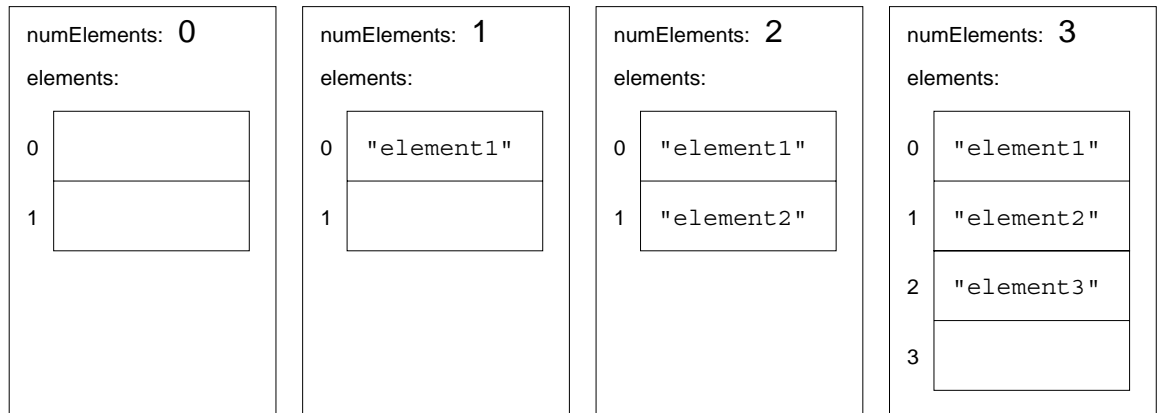 numElements: 0
elements:
0
1
numElements: 1
elements:
0 "element1"
1
numElements: 2
elements:
0 "element1"
1 "element2"
numElements: 3
elements:
0 "element1"
1 "element2"
2 "element3"
3